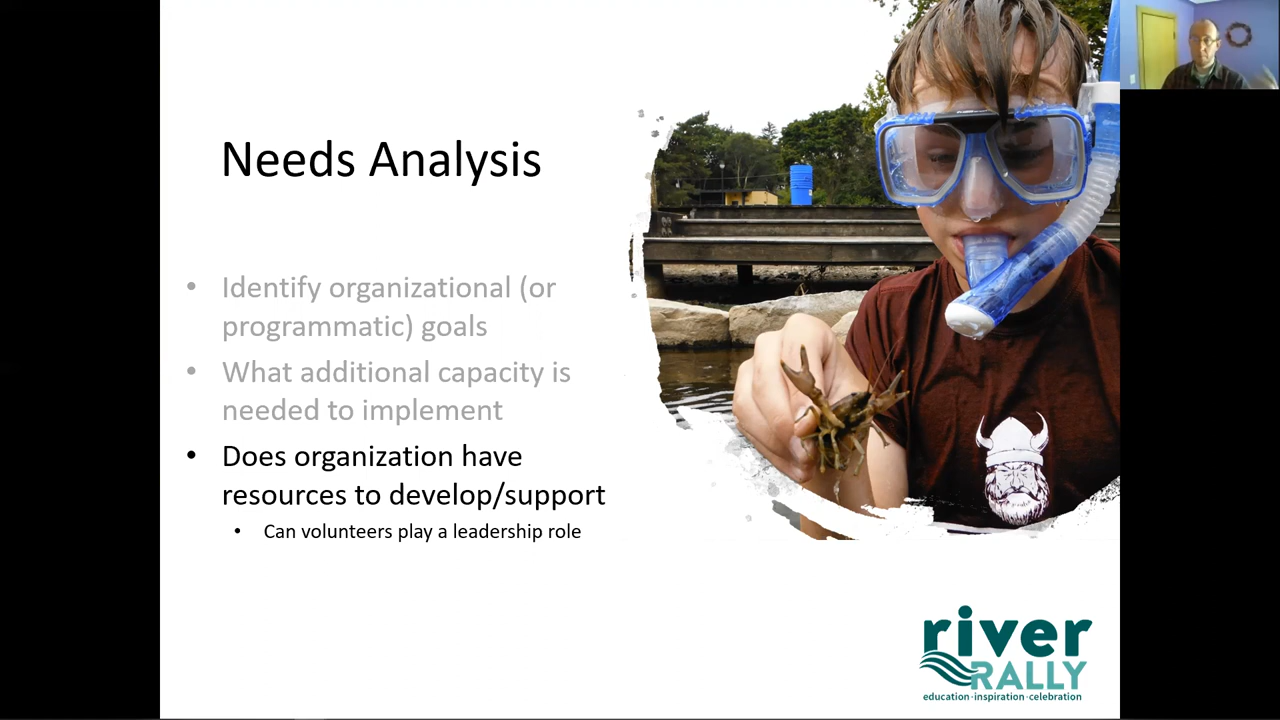 Needs Analysis
• Identify organizational (or
programmatic) goals
• What additional capacity is
needed to implement
• Does organization have
resources to develop/support
• Can volunteers play a leadership role
river
RALLY
education·inspiration·celebration